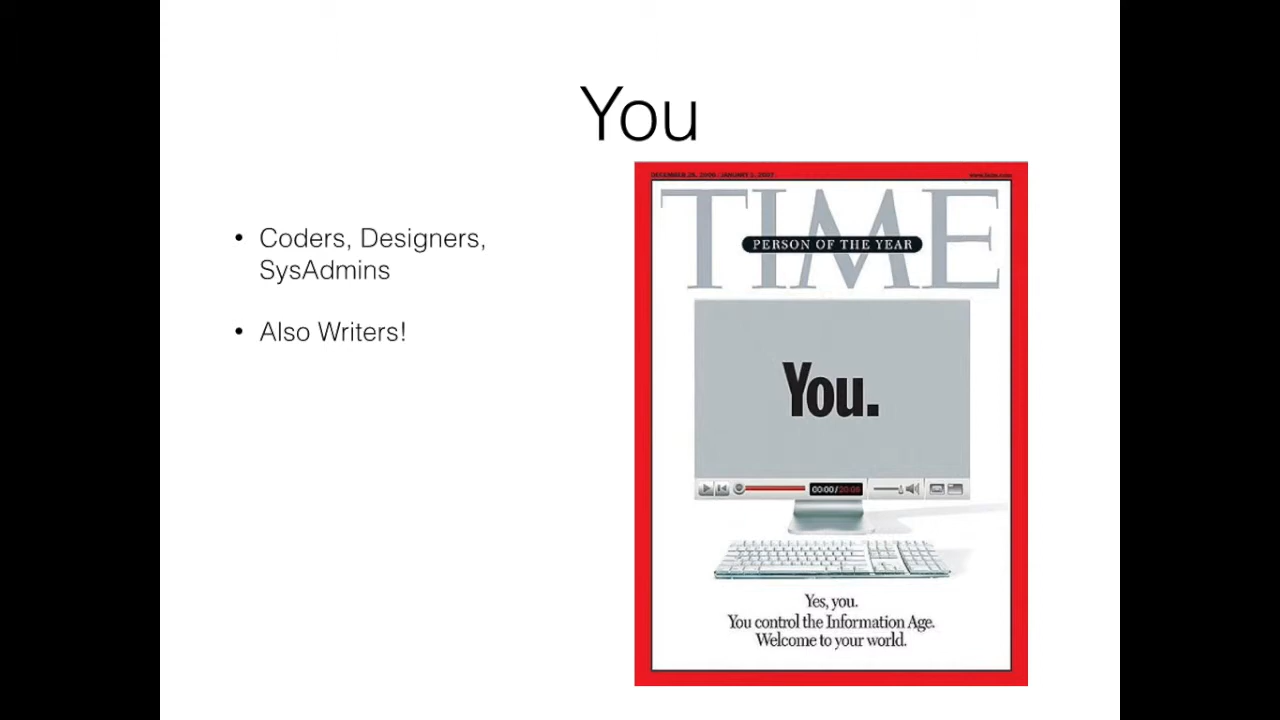 You
• Coders, Designers,
SysAdmins
• Also Writers!
DECEMBER 25, 2006 / JANUARY 1, 2007
www.time.com
TIME
PERSON OF THE YEAR
You.
00:00/20:06
Yes, you.
You control the Information Age.
Welcome to your world.